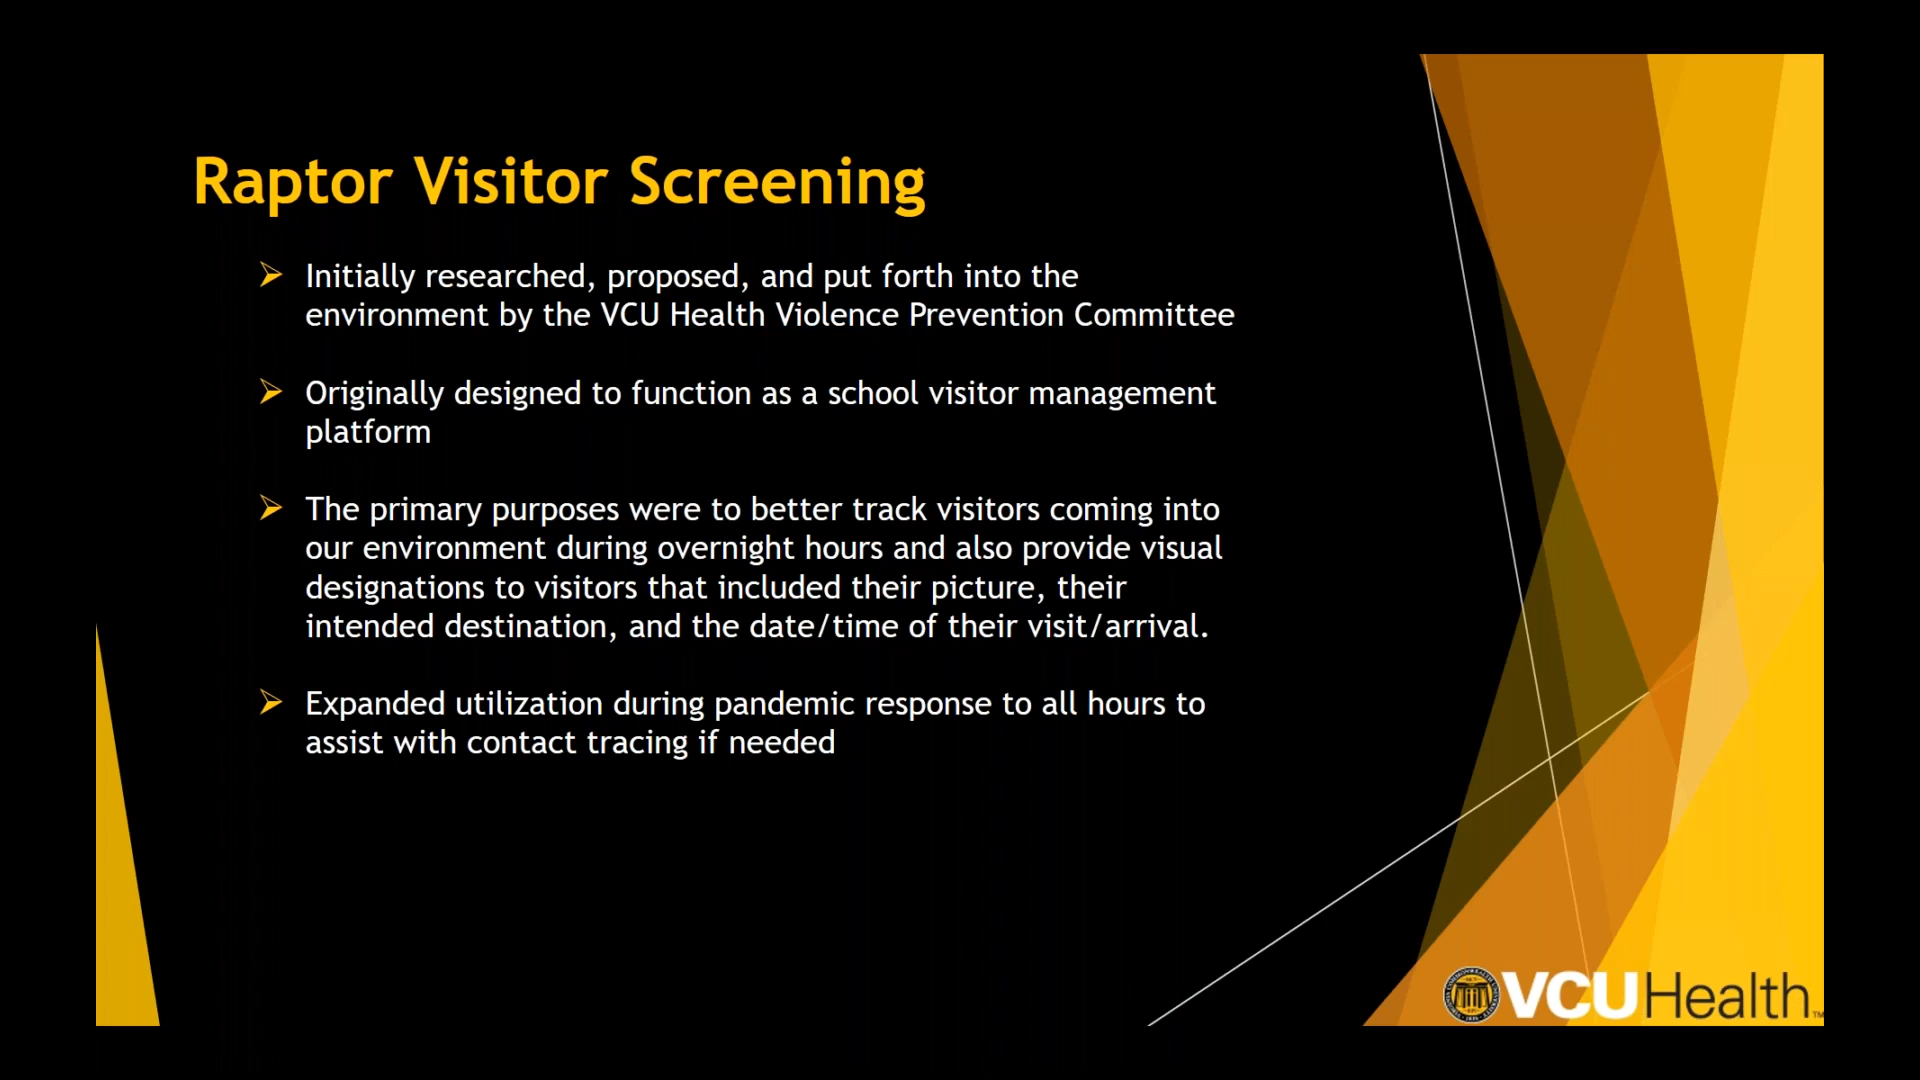 Raptor Visitor Screening
Initially researched, proposed, and put forth into the
environment by the VCU Health Violence Prevention Committee
Originally designed to function as a school visitor management
platform
The primary purposes were to better track visitors coming into
our environment during overnight hours and also provide visual
designations to visitors that included their picture, their
intended destination, and the date/time of their visit/arrival.
Expanded utilization during pandemic response to all hours to
assist with contact tracing if needed
VCUHealth™